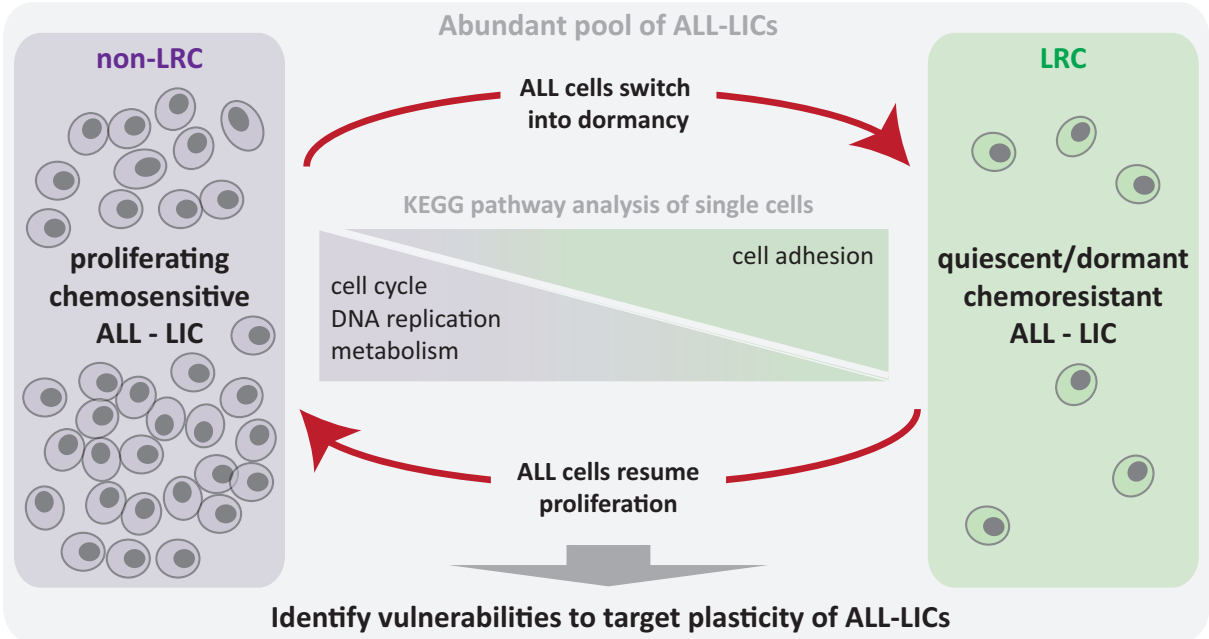 Abundant pool of ALL-LICs
non-LRC
proliferating
chemosensitive
ALL - LIC
ALL cells switch
into dormancy
KEGG pathway analysis of single cells
cell adhesion
cell cycle
DNA replication
metabolism
ALL cells resume
proliferation
LRC
quiescent/dormant
chemoresistant
ALL - LIC
Identify vulnerabilities to target plasticity of ALL-LICs